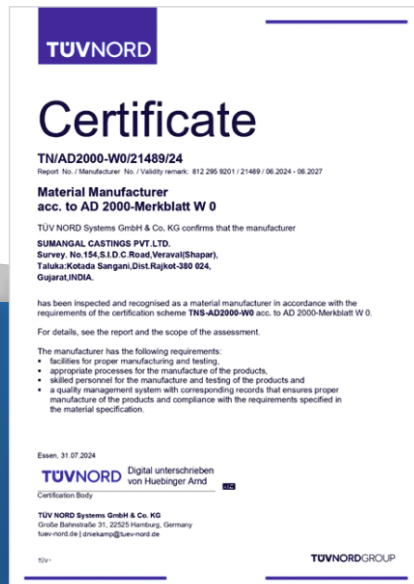 TÜVNORD
Certificate
TN/AD2000-W0/21489/24
Report No. / Manufacturer No. / Validity remark: 812 295 9201 / 21489 / 06.2024 - 08.2027
Material Manufacturer
acc. to AD 2000-Merkblatt W 0
TÜV NORD Systems GmbH & Co. KG confirms that the manufacturer
SUMANGAL CASTINGS PVT.LTD.
Survey. No.154,S.I.D.C.Road,Veraval(Shapar),
Taluka:Kotada Sangani,Dist.Rajkot-380 024,
Gujarat,INDIA.
has been inspected and recognised as a material manufacturer in accordance with the
requirements of the certification scheme TNS-AD2000-W0 acc. to AD 2000-Merkblatt W 0.
For details, see the report and the scope of the assessment.
The manufacturer has the following requirements:
• facilities for proper manufacturing and testing,
• appropriate processes for the manufacture of the products,
• skilled personnel for the manufacture and testing of the products and
• a quality management system with corresponding records that ensures proper
manufacture of the products and compliance with the requirements specified in
the material specification.
Essen, 31.07.2024
TÜVNORD Digital unterschrieben
von Huebinger Arnd
Certification Body
TÜV NORD Systems GmbH & Co. KG
Große Bahnstraße 31, 22525 Hamburg, Germany
tuev-nord.de | dniekamp@tuev-nord.de
TÜV®
TÜVNORDGROUP